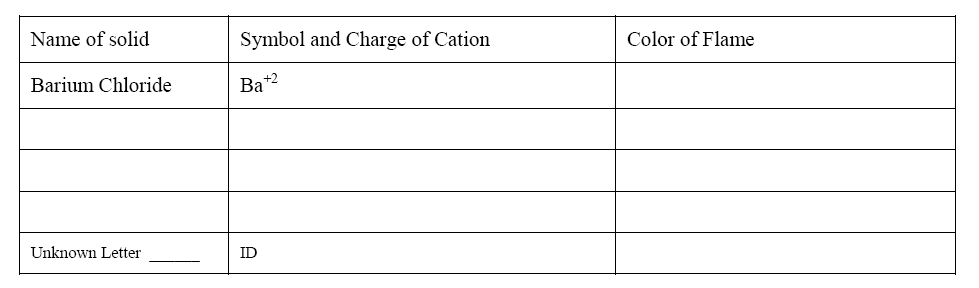 Name of solid Symbol and Charge of Cation Color of Flame
Barium Chloride Ba+2
Unknown Letter ______ ID